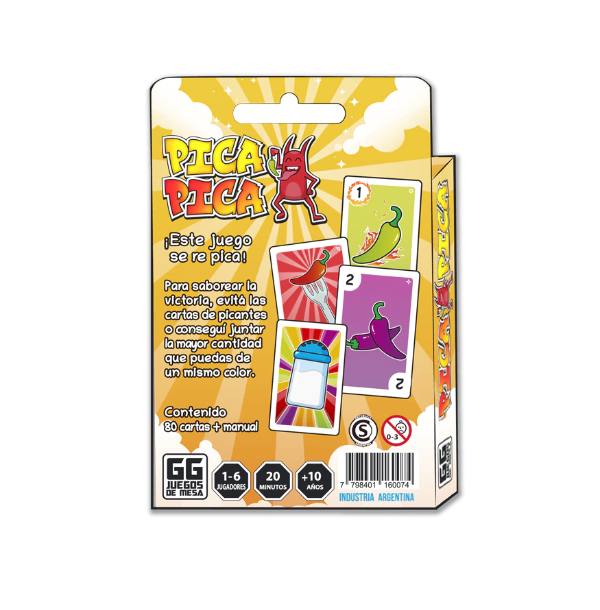 PICA
PICA
¡Este juego
se re pica!
Para saborear la
victoria, evitá las
cartas de picantes
o conseguí juntar
la mayor cantidad
que puedas de
un mismo color.
Contenido
80 cartas + manual
1
2
2
S
0-3
GG
JUEGOS
DE MESA
1-6
JUGADORES
20
MINUTOS
+10
AÑOS
7 798401 160074
INDUSTRIA ARGENTINA
PICA PICA